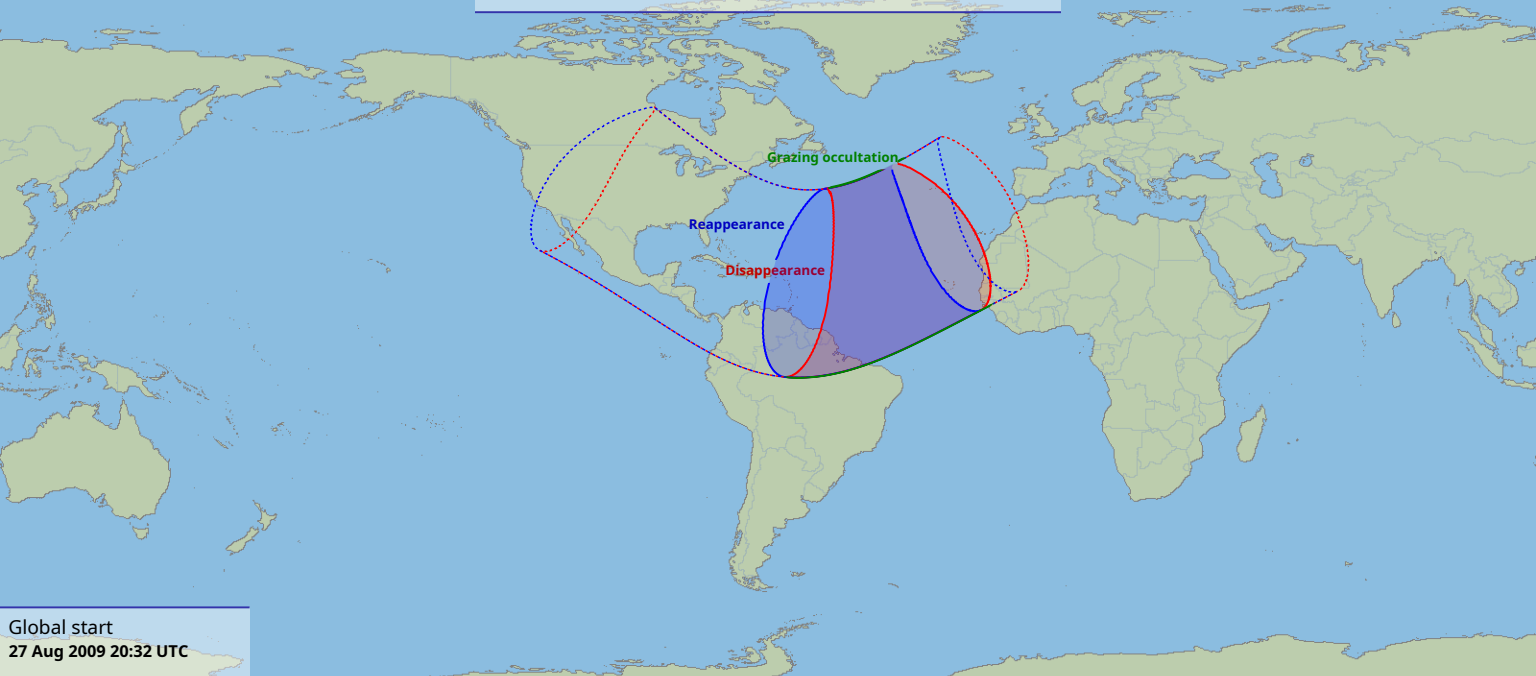 Grazing occultation
Reappearance
Disappearance
Global start
27 Aug 2009 20:32 UTC